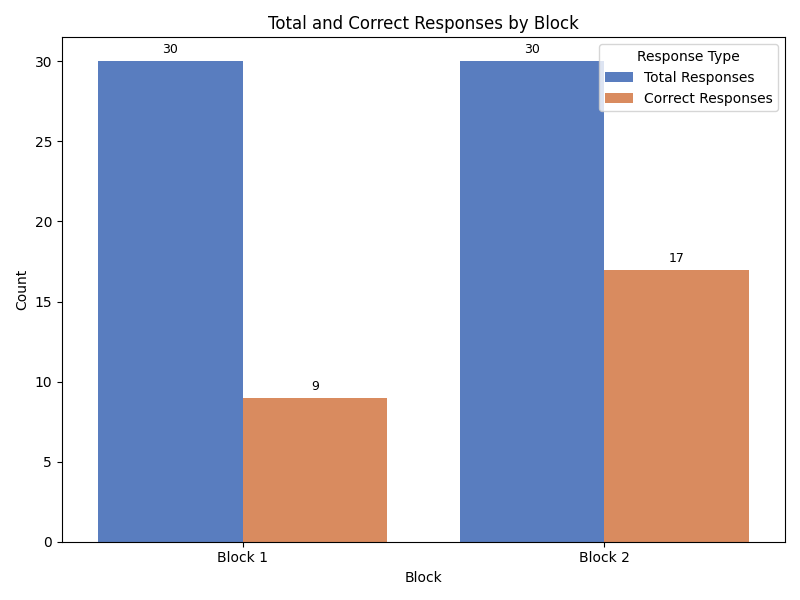 Total and Correct Responses by Block
30
30
Response Type
Total Responses
Correct Responses
30
25
20
15
10
5
0
17
9
Count
Block 1
Block 2
Block